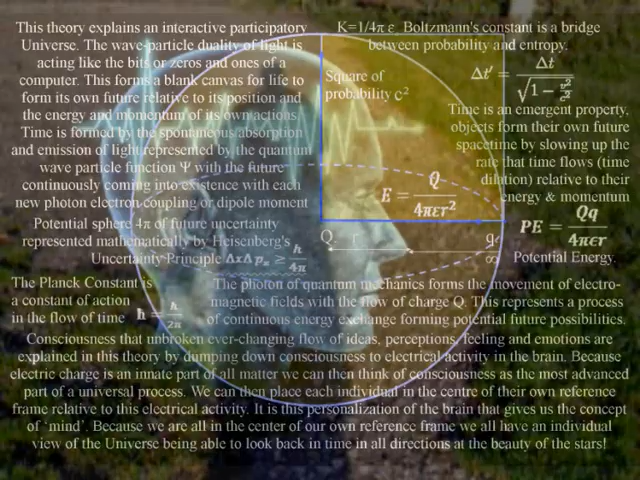 This theory explains an interactive participatory
Universe. The wave-particle duality of light is
acting like the bits or zeros and ones of a
computer. This forms a blank canvas for life to
form its own future relative to its position and
the energy and momentum of its own actions.
Time is formed by the spontaneous absorption
and emission of light represented by the quantum
wave particle function Ψ with the future
continuously coming into existence with each
new photon electron coupling or dipole moment
Potential sphere 4π of future uncertainty
represented mathematically by Heisenberg's
Uncertainty Principle ΔxΔpₓ ≥ h/4π
The Planck Constant is
a constant of action
in the flow of time ħ = h/2π
K=1/4π ε. Boltzmann's constant is a bridge
between probability and entropy.
Δt′ = Δt/√(1 − v²/c²)
Square of
probability c²
Time is an emergent property.
objects form their own future
spacetime by slowing up the
rate that time flows (time
dilation) relative to their
energy & momentum
E = Q/4πεr²
PE = Qq/4πεr
Potential Energy.
Q. r q.
∞
The photon of quantum mechanics forms the movement of electro-
magnetic fields with the flow of charge Q. This represents a process
of continuous energy exchange forming potential future possibilities.
Consciousness that unbroken ever-changing flow of ideas, perceptions, feeling and emotions are
explained in this theory by dumping down consciousness to electrical activity in the brain. Because
electric charge is an innate part of all matter we can then think of consciousness as the most advanced
part of a universal process. We can then place each individual in the centre of their own reference
frame relative to this electrical activity. It is this personalization of the brain that gives us the concept
of ‘mind’. Because we are all in the center of our own reference frame we all have an individual
view of the Universe being able to look back in time in all directions at the beauty of the stars!